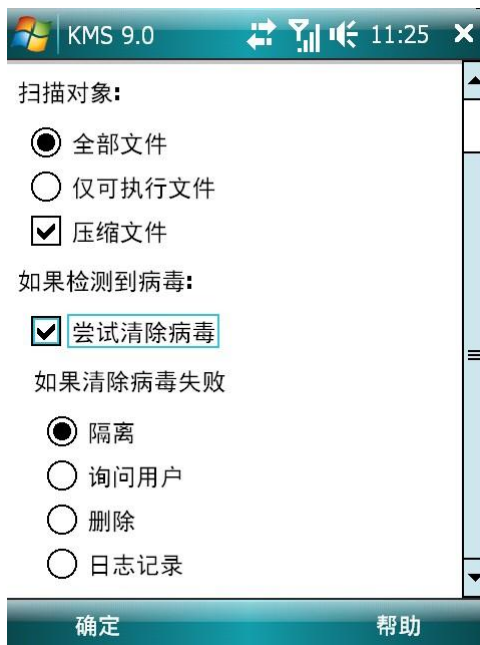 KMS 9.0 11:25
扫描对象:
全部文件
仅可执行文件
压缩文件
如果检测到病毒:
尝试清除病毒
如果清除病毒失败
隔离
询问用户
删除
日志记录
确定 帮助